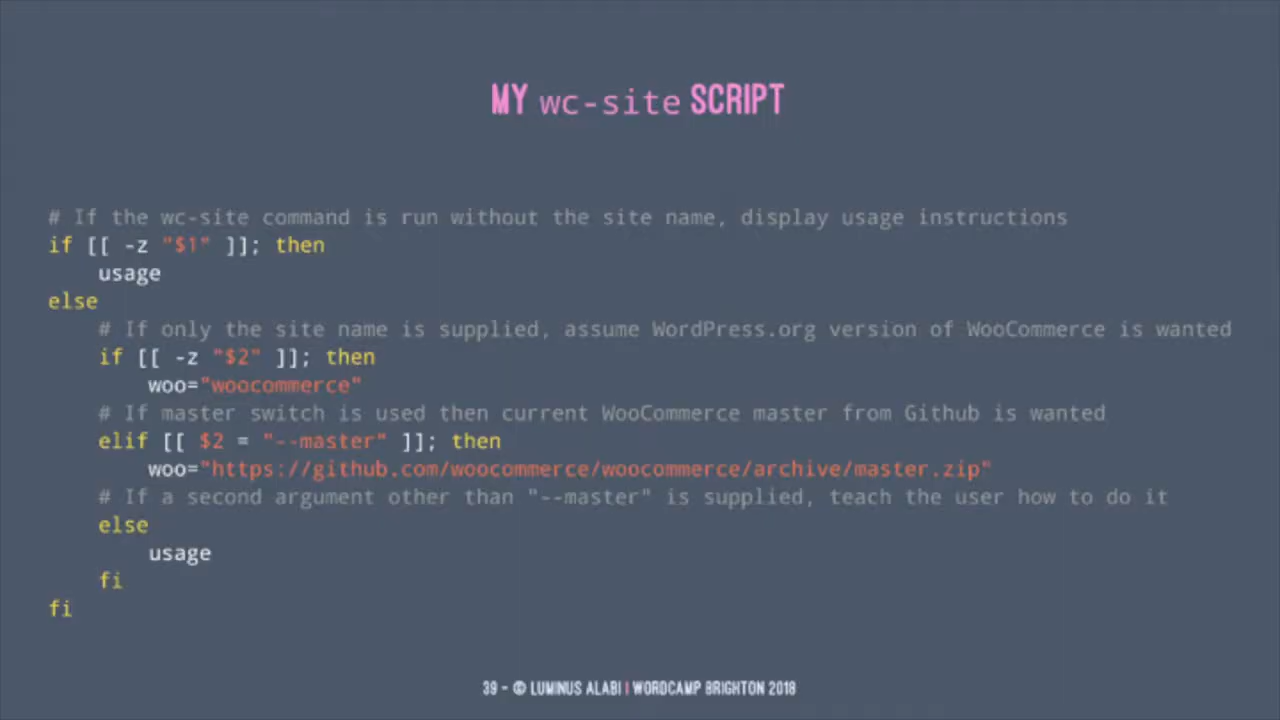 MY wc-site SCRIPT
# If the wc-site command is run without the site name, display usage instructions
if [[ -z "$1" ]]; then
    usage
else
    # If only the site name is supplied, assume WordPress.org version of WooCommerce is wanted
    if [[ -z "$2" ]]; then
        woo="woocommerce"
    # If master switch is used then current WooCommerce master from Github is wanted
    elif [[ $2 = "--master" ]]; then
        woo="https://github.com/woocommerce/woocommerce/archive/master.zip"
    # If a second argument other than "--master" is supplied, teach the user how to do it
    else
        usage
    fi
fi
39 - © LUMINUS ALABI | WORDCAMP BRIGHTON 2018